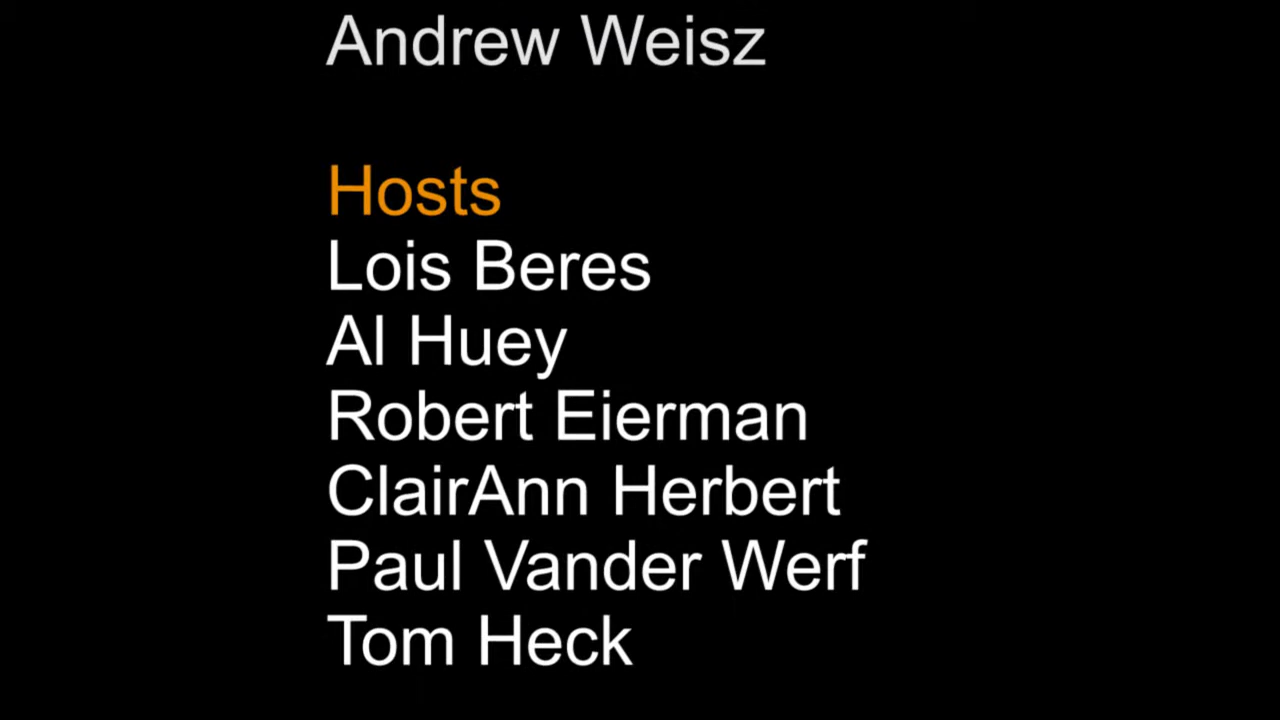 Andrew Weisz
Hosts
Lois Beres
Al Huey
Robert Eierman
ClairAnn Herbert
Paul Vander Werf
Tom Heck